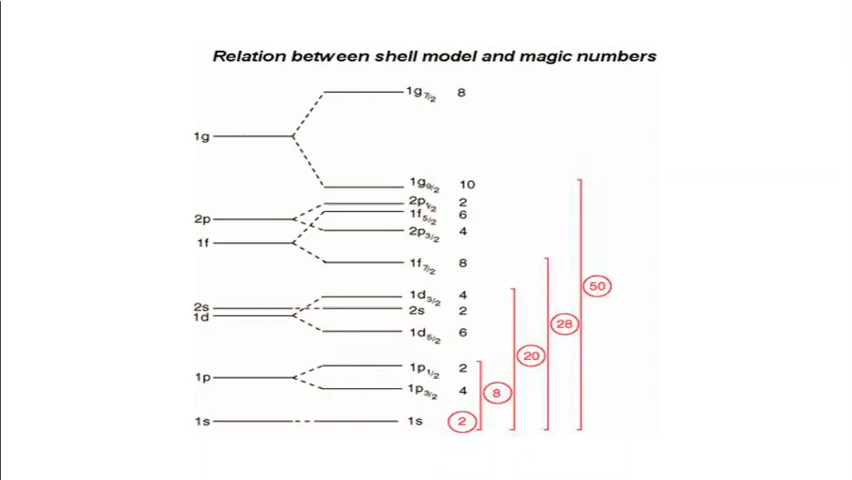 Relation between shell model and magic numbers
1g7/2 8
1g
1g9/2 10
2p1/2 2
1f5/2 6
2p
2p3/2 4
1f
1f7/2 8
50
1d3/2 4
2s
2s 2
1d
28
1d5/2 6
20
1p1/2 2
1p
1p3/2 4
8
1s
1s
2